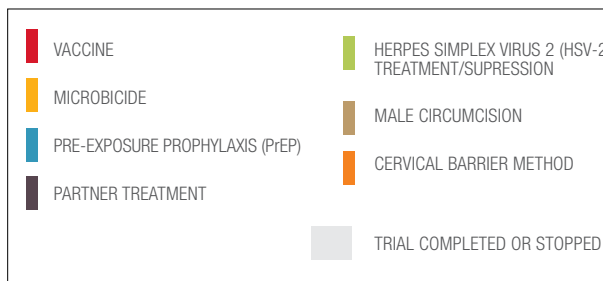 VACCINE
MICROBICIDE
PRE-EXPOSURE PROPHYLAXIS (PrEP)
PARTNER TREATMENT
HERPES SIMPLEX VIRUS 2 (HSV-2
TREATMENT/SUPRESSION
MALE CIRCUMCISION
CERVICAL BARRIER METHOD
TRIAL COMPLETED OR STOPPED